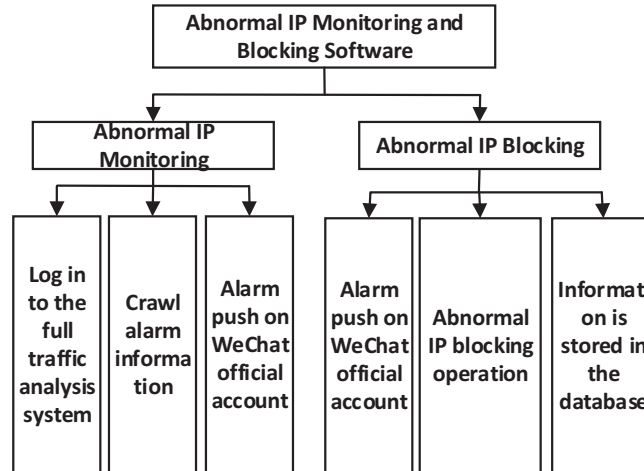 Abnormal IP Monitoring and
Blocking Software
Abnormal IP
Monitoring
Abnormal IP Blocking
Log in
to the
full
traffic
analysis
system
Crawl
alarm
informa
tion
Alarm
push on
WeChat
official
account
Alarm
push on
WeChat
official
account
Abnormal
IP blocking
operation
Informati
on is
stored in
the
database